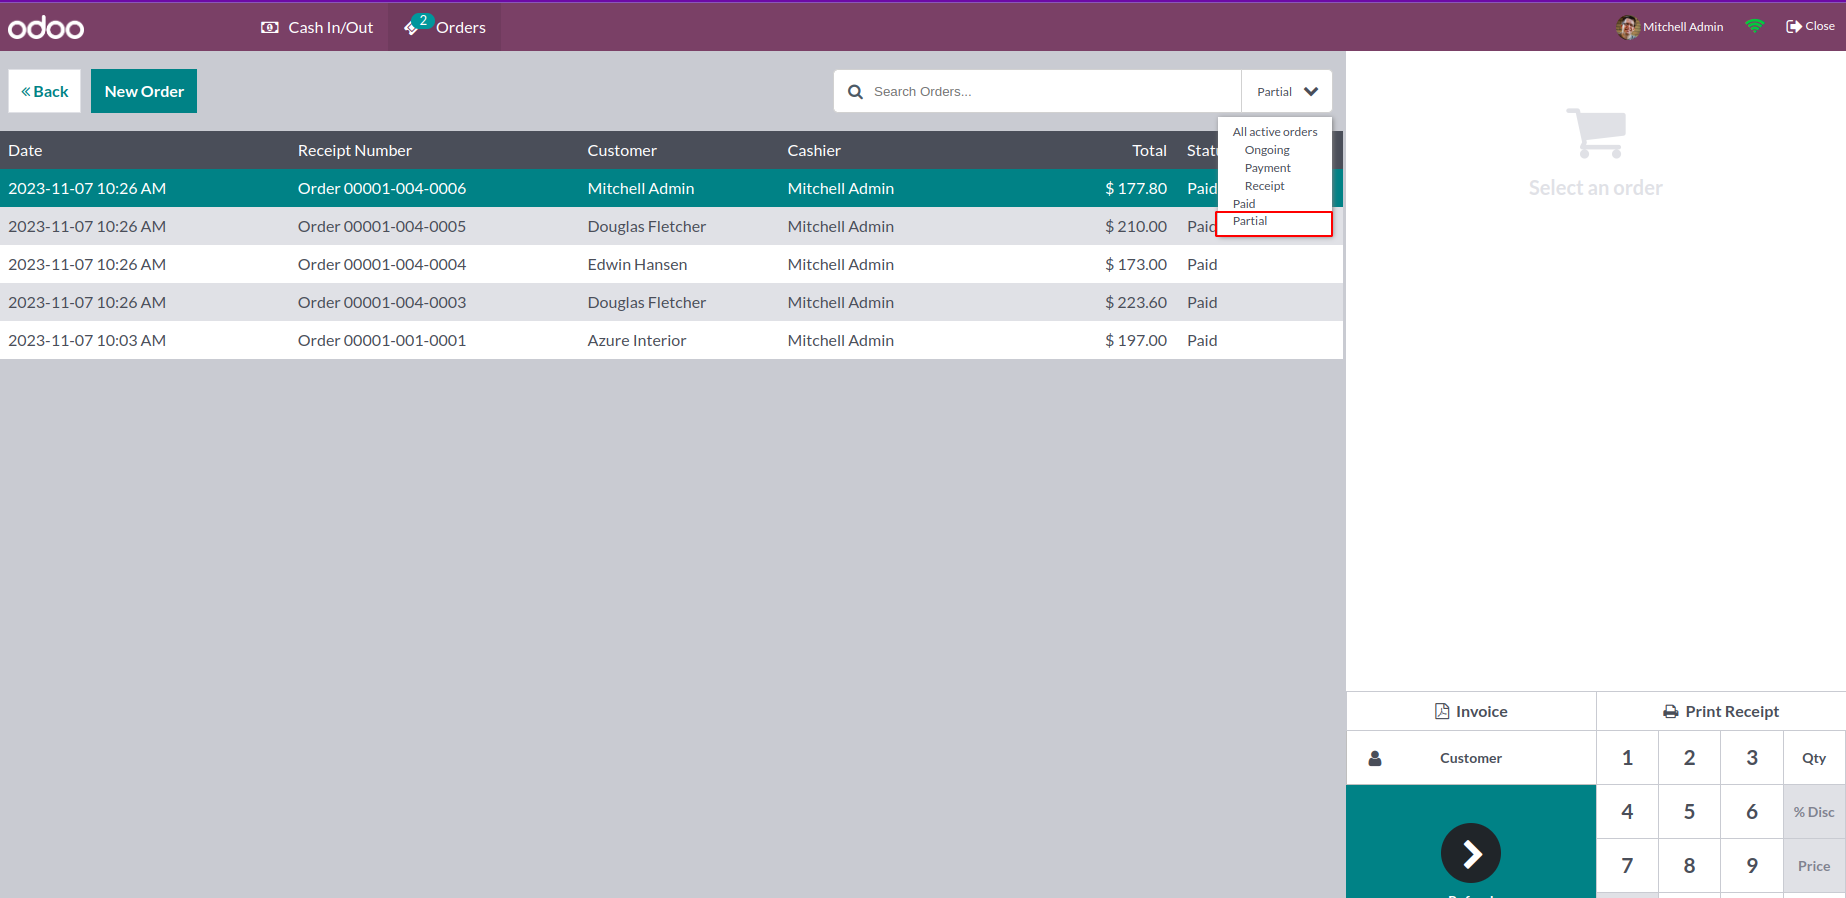 odoo
Cash In/Out
2
Orders
Mitchell Admin
Close
Back
New Order
Search Orders...
Partial
All active orders
Ongoing
Payment
Receipt
Paid
Partial
Date Receipt Number Customer Cashier Total
2023-11-07 10:26 AM Order 00001-004-0006 Mitchell Admin Mitchell Admin $ 177.80 Paid
2023-11-07 10:26 AM Order 00001-004-0005 Douglas Fletcher Mitchell Admin $ 210.00
2023-11-07 10:26 AM Order 00001-004-0004 Edwin Hansen Mitchell Admin $ 173.00 Paid
2023-11-07 10:26 AM Order 00001-004-0003 Douglas Fletcher Mitchell Admin $ 223.60 Paid
2023-11-07 10:03 AM Order 00001-001-0001 Azure Interior Mitchell Admin $ 197.00 Paid
Select an order
Invoice
Print Receipt
Customer
1 2 3 Qty
4 5 6 % Disc
7 8 9 Price